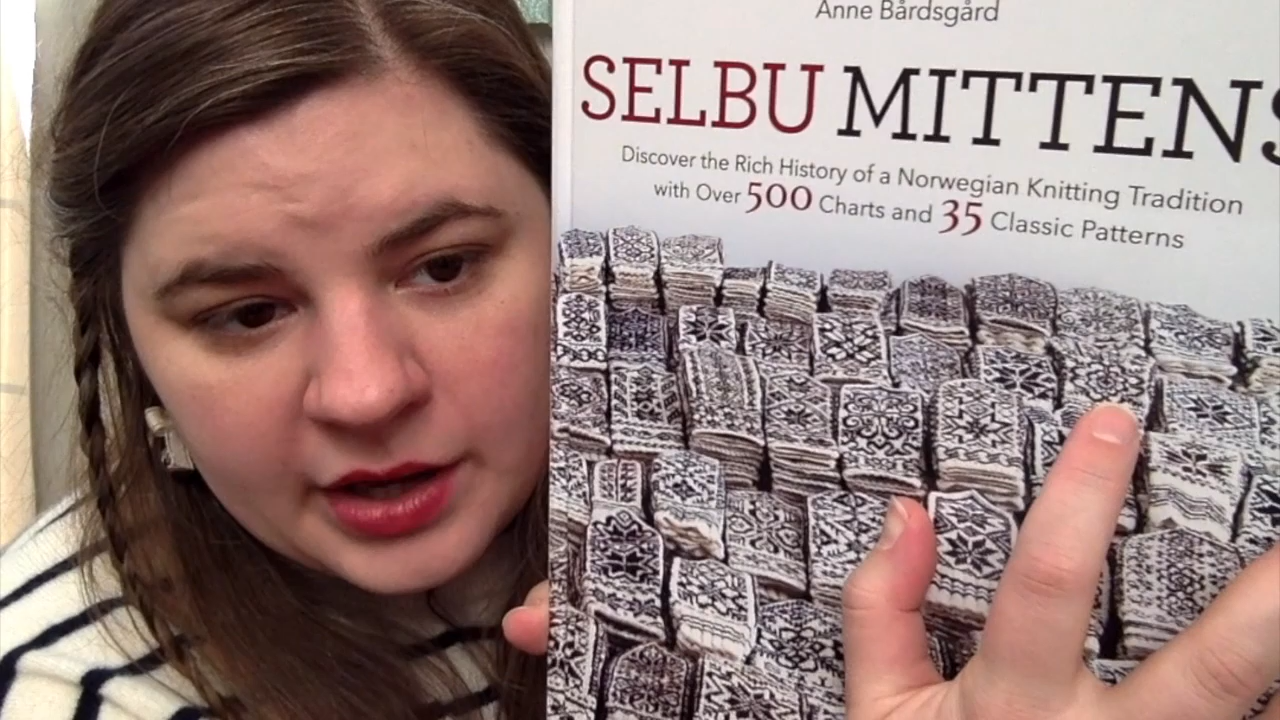 Anne Bårdsgård
SELBU MITTENS
Discover the Rich History of a Norwegian Knitting Tradition
with Over 500 Charts and 35 Classic Patterns